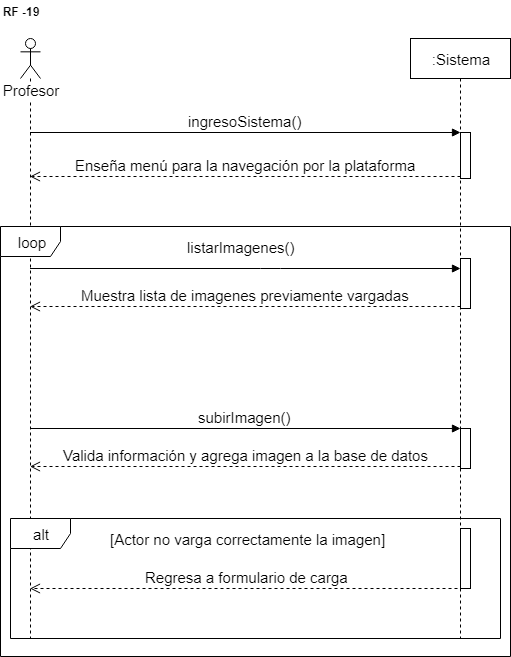 RF -19
:Sistema
Profesor
ingresoSistema()
Enseña menú para la navegación por la plataforma
loop
listarImagenes()
Muestra lista de imagenes previamente vargadas
subirImagen()
Valida información y agrega imagen a la base de datos
alt
[Actor no varga correctamente la imagen]
Regresa a formulario de carga